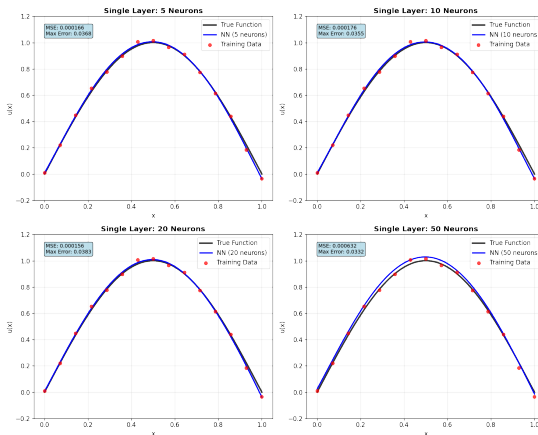 Single Layer: 5 Neurons
MSE: 0.000166
Max Error: 0.0368
True Function
NN (5 neurons)
Training Data
1.2
1.0
0.8
0.6
0.4
0.2
0.0
−0.2
u(x)
0.0 0.2 0.4 0.6 0.8 1.0
x
Single Layer: 10 Neurons
MSE: 0.000176
Max Error: 0.0355
True Function
NN (10 neurons
Training Data
1.2
1.0
0.8
0.6
0.4
0.2
0.0
−0.2
u(x)
0.0 0.2 0.4 0.6 0.8 1.0
x
Single Layer: 20 Neurons
MSE: 0.000156
Max Error: 0.0383
True Function
NN (20 neurons)
Training Data
1.2
1.0
0.8
0.6
0.4
0.2
0.0
−0.2
u(x)
0.0 0.2 0.4 0.6 0.8 1.0
x
Single Layer: 50 Neurons
MSE: 0.000632
Max Error: 0.0332
True Function
NN (50 neurons
Training Data
1.2
1.0
0.8
0.6
0.4
0.2
0.0
−0.2
u(x)
0.0 0.2 0.4 0.6 0.8 1.0
x